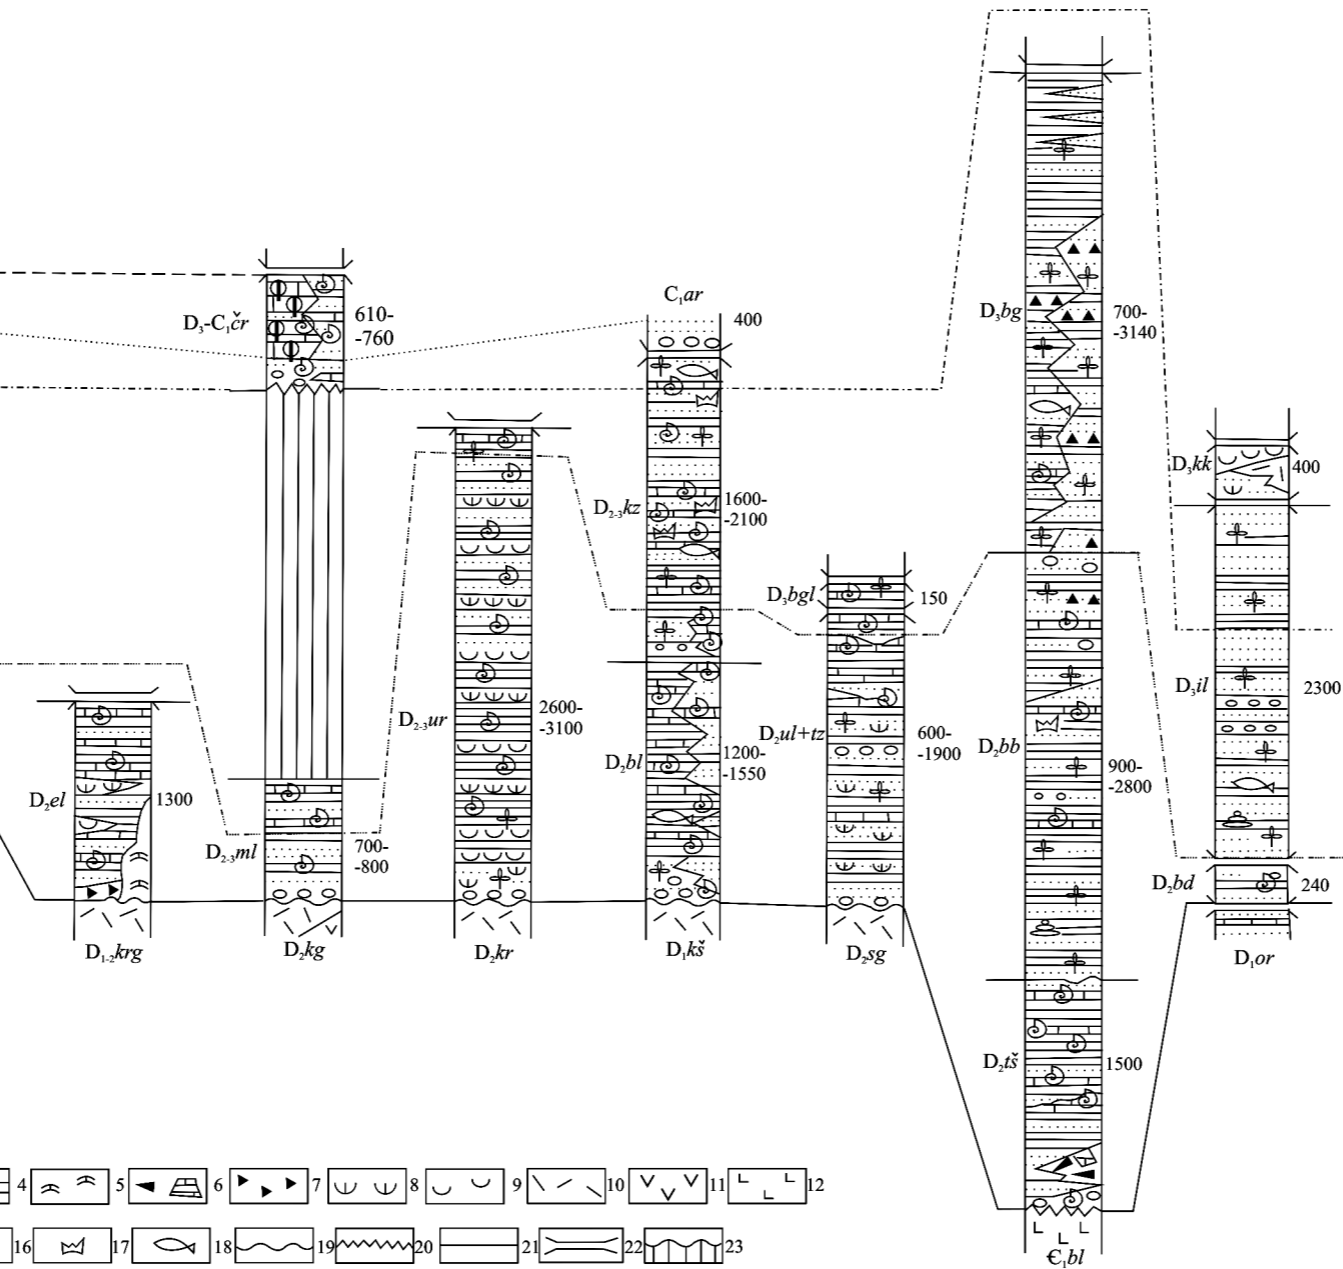 C₁ar
400
D₃-C₁čr
610-
-760
D₃bg
700-
-3140
D₃kk
400
D₂₋₃kz
1600-
-2100
D₃bgl
150
D₂₋₃ur
2600-
-3100
D₂bl
1200-
-1550
D₂ul+tz
600-
-1900
D₂bb
900-
-2800
D₃il
2300
D₂el
1300
D₂₋₃ml
700-
-800
D₂bd
240
D₁₋₂krg
D₂kg
D₂kr
D₁kš
D₂sg
D₁or
D₂tš
1500
Є₁bl
4 5 6 7 8 9 10 11 12
16 17 18 19 20 21 22 23